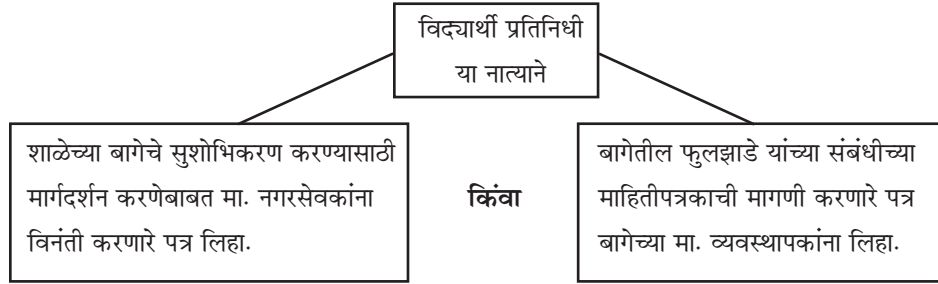 विद्यार्थी प्रतिनिधी
या नात्याने
शाळेच्या बागेचे सुशोभिकरण करण्यासाठी
मार्गदर्शन करणेबाबत मा. नगरसेवकांना
विनंती करणारे पत्र लिहा.
किंवा
बागेतील फुलझाडे यांच्या संबंधीच्या
माहितीपत्रकाची मागणी करणारे पत्र
बागेच्या मा. व्यवस्थापकांना लिहा.